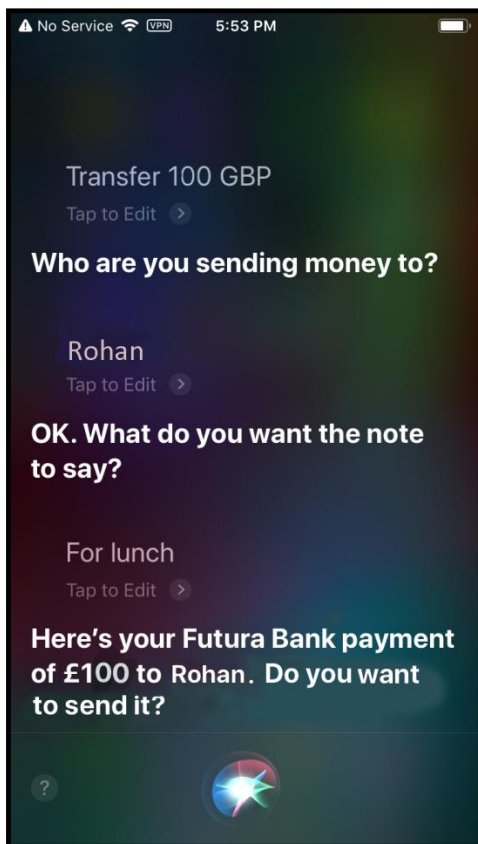 No Service VPN 5:53 PM
Transfer 100 GBP
Tap to Edit >
Who are you sending money to?
Rohan
Tap to Edit >
OK. What do you want the note
to say?
For lunch
Tap to Edit >
Here's your Futura Bank payment
of £100 to Rohan. Do you want
to send it?
?